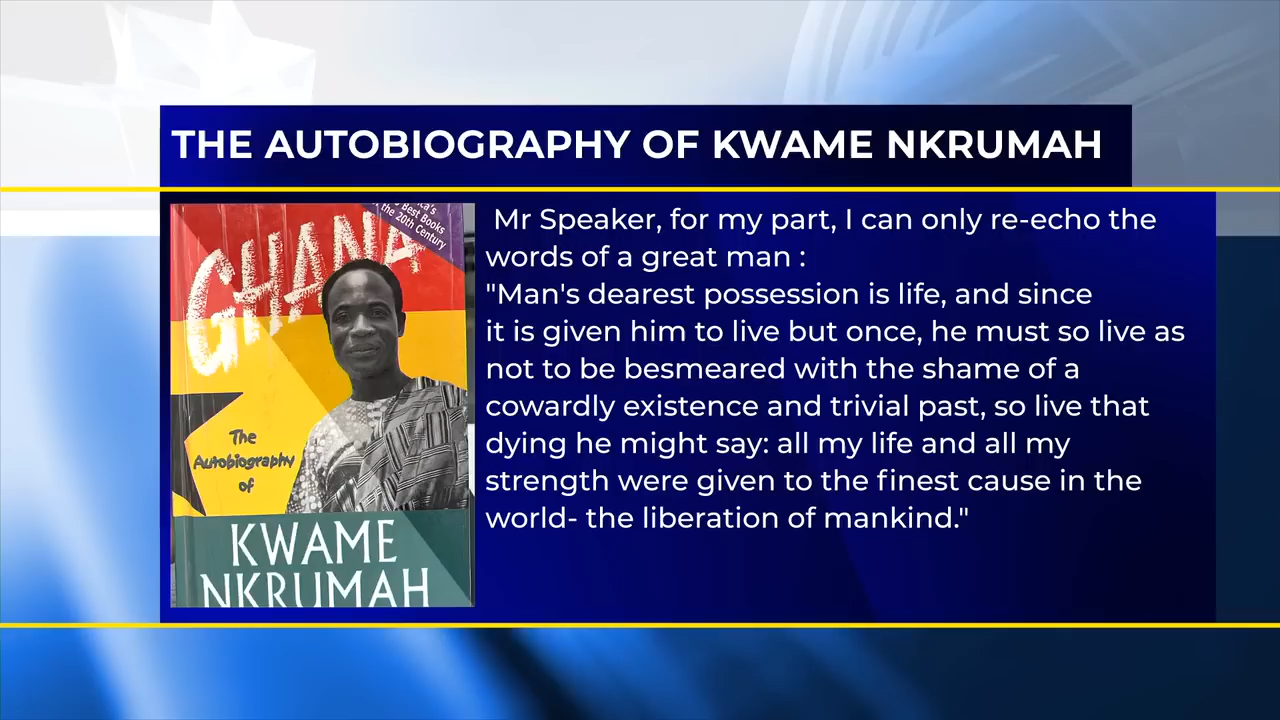 THE AUTOBIOGRAPHY OF KWAME NKRUMAH
Best Books
the 20th Century
GHANA
The
Autobiography
of
KWAME
NKRUMAH
Mr Speaker, for my part, I can only re-echo the
words of a great man :
"Man's dearest possession is life, and since
it is given him to live but once, he must so live as
not to be besmeared with the shame of a
cowardly existence and trivial past, so live that
dying he might say: all my life and all my
strength were given to the finest cause in the
world- the liberation of mankind."